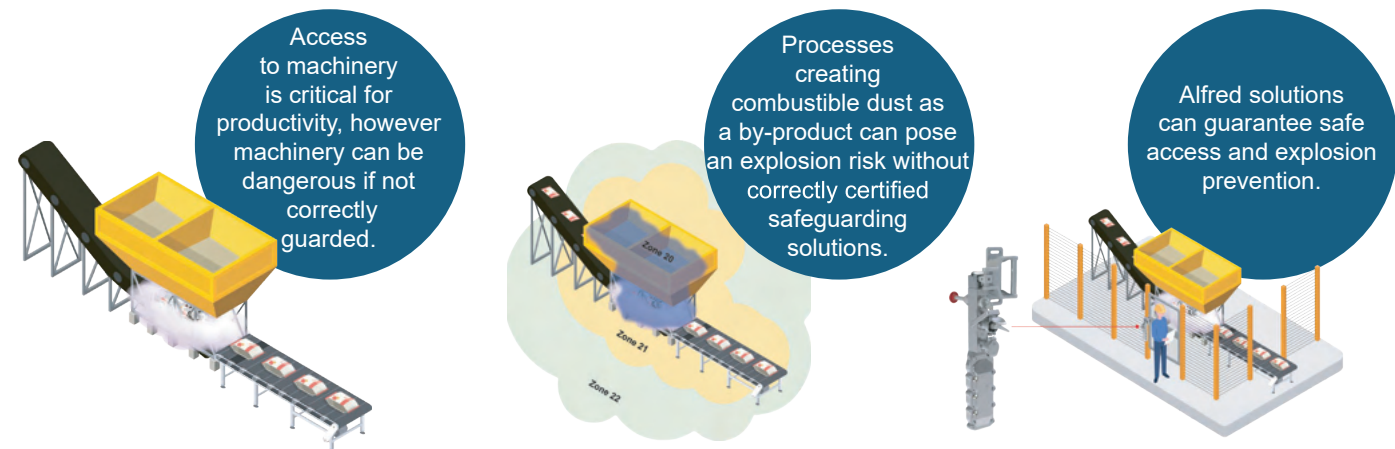 Access
to machinery
is critical for
productivity, however
machinery can be
dangerous if not
correctly
guarded.
Processes
creating
combustible dust as
a by-product can pose
an explosion risk without
correctly certified
safeguarding
solutions.
Zone 20
Zone 21
Zone 22
Alfred solutions
can guarantee safe
access and explosion
prevention.